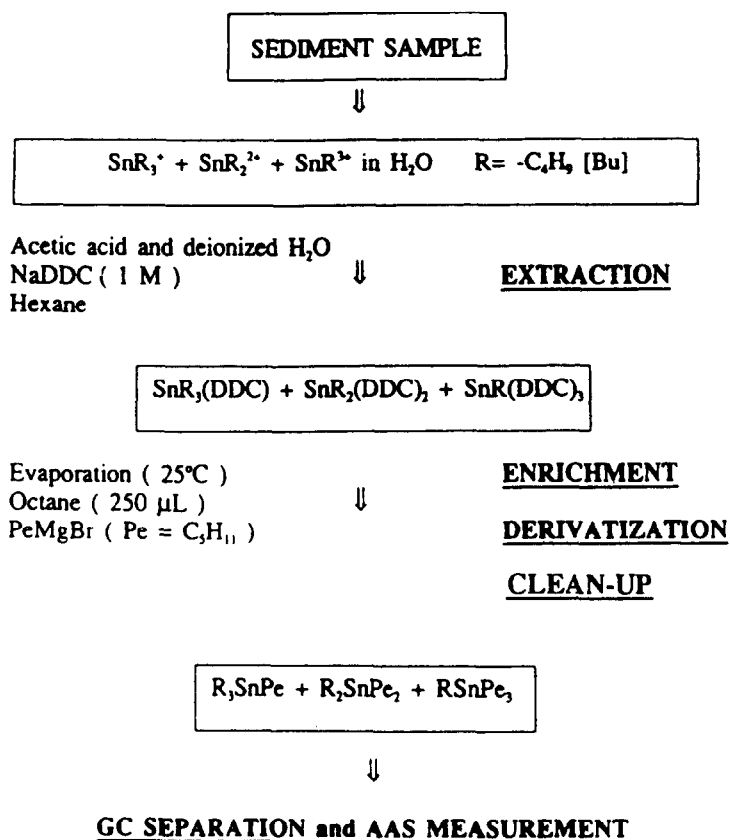 SEDIMENT SAMPLE
⇓
SnR₃⁺ + SnR₂²⁺ + SnR³⁺ in H₂O R= -C₄H₉ [Bu]
Acetic acid and deionized H₂O
NaDDC ( 1 M ) ⇓ EXTRACTION
Hexane
SnR₃(DDC) + SnR₂(DDC)₂ + SnR(DDC)₃
Evaporation ( 25°C ) ENRICHMENT
Octane ( 250 µL ) ⇓
PeMgBr ( Pe = C₅H₁₁ ) DERIVATIZATION
CLEAN-UP
R₃SnPe + R₂SnPe₂ + RSnPe₃
⇓
GC SEPARATION and AAS MEASUREMENT